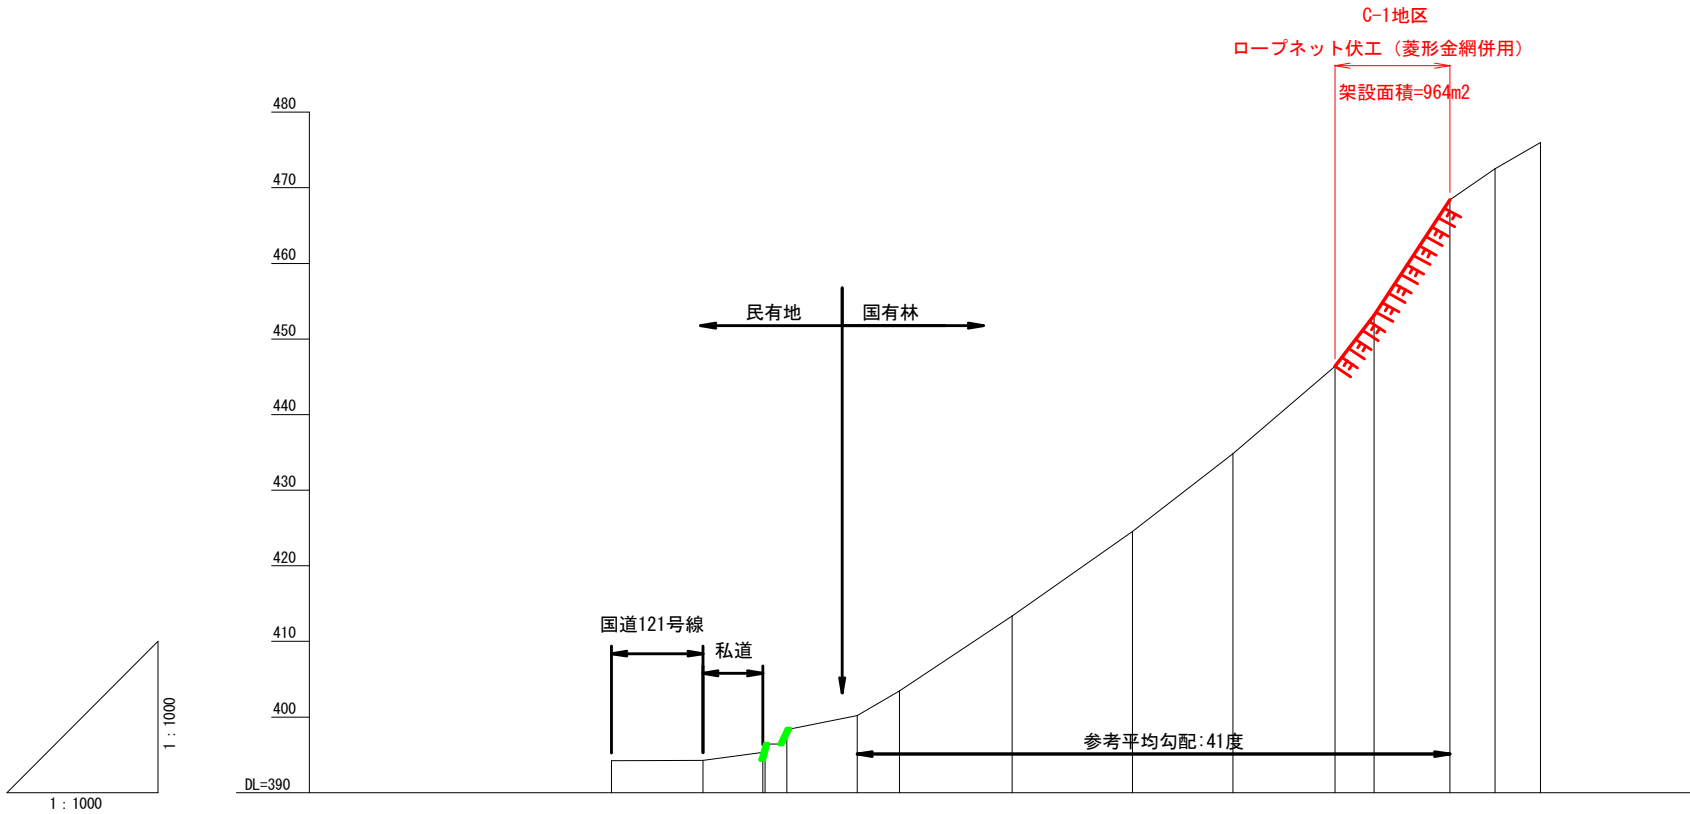 C-1地区
ロープネット伏工（菱形金網併用）
架設面積=964m2
480
470
460
450
440
430
420
410
400
DL=390
民有地
国有林
国道121号線
私道
参考平均勾配:41度
1：1000
1：1000